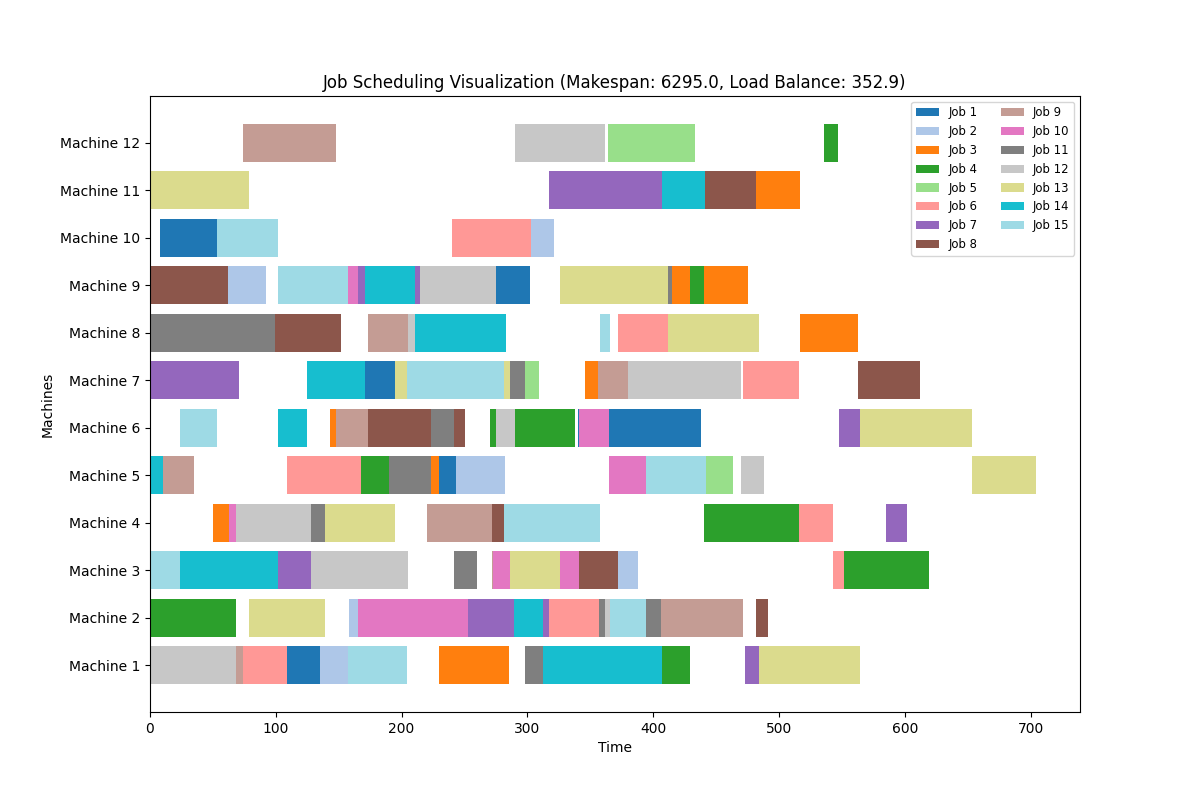 Job Scheduling Visualization (Makespan: 6295.0, Load Balance: 352.9)
Machines
Machine 12
Machine 11
Machine 10
Machine 9
Machine 8
Machine 7
Machine 6
Machine 5
Machine 4
Machine 3
Machine 2
Machine 1
0 100 200 300 400 500 600 700
Time
Job 1
Job 2
Job 3
Job 4
Job 5
Job 6
Job 7
Job 8
Job 9
Job 10
Job 11
Job 12
Job 13
Job 14
Job 15